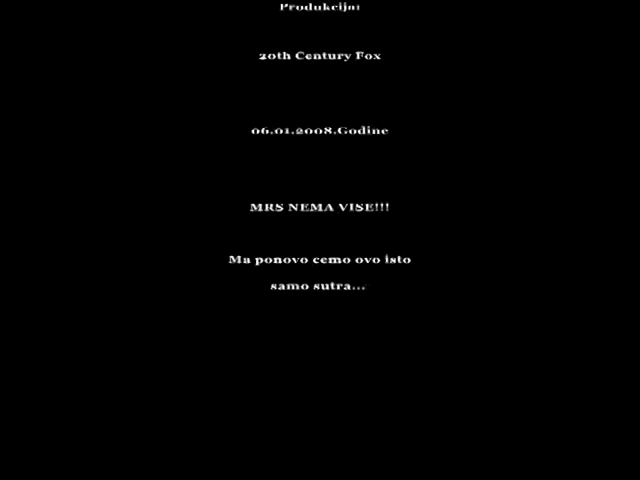 Produkcija:
20th Century Fox
06.01.2008.Godine
MRS NEMA VISE!!!
Ma ponovo cemo ovo isto
samo sutra...